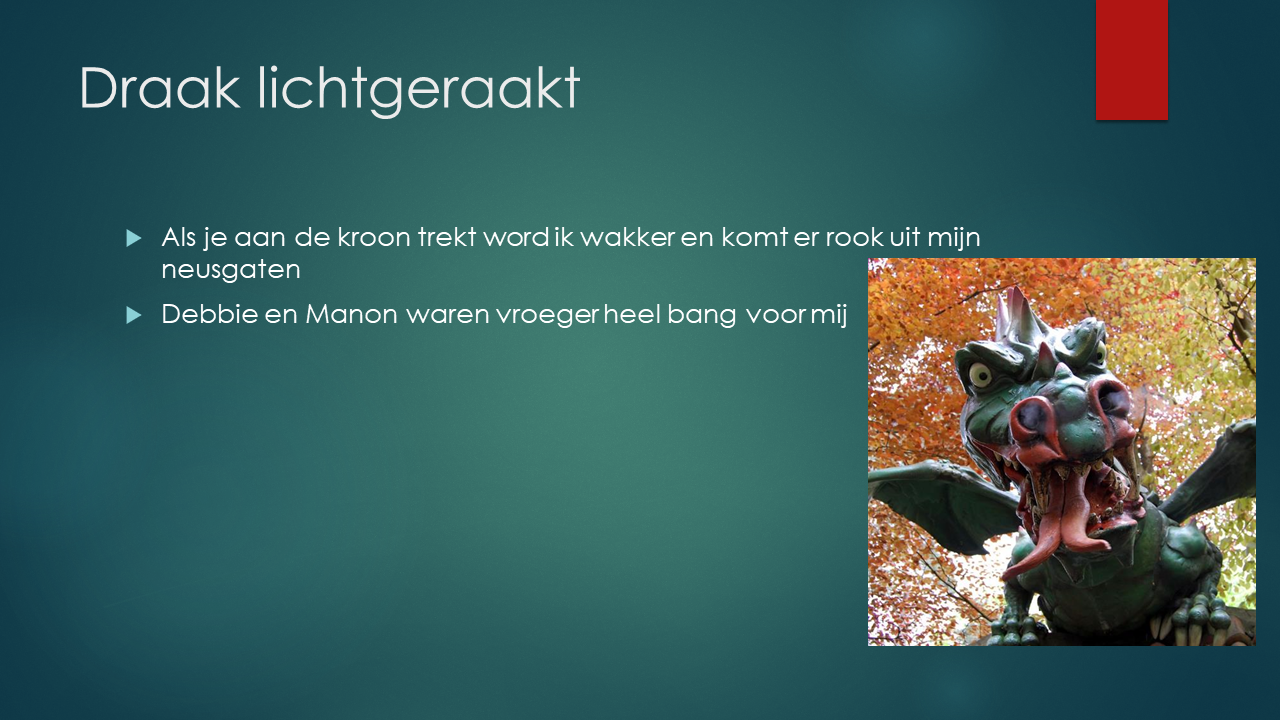 Draak lichtgeraakt
Als je aan de kroon trekt word ik wakker en komt er rook uit mijn
neusgaten
Debbie en Manon waren vroeger heel bang voor mij